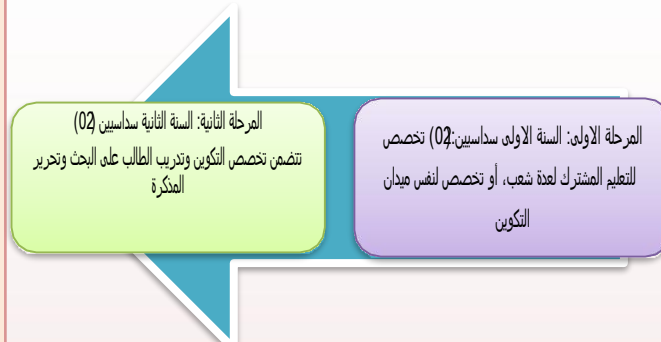 المرحلة الاولى: السنة الاولى سداسيين:(02) تخصص
للتعليم المشترك لعدة شعب، أو تخصص لنفس ميدان
التكوين
المرحلة الثانية: السنة الثانية سداسيين (02)
تتضمن تخصص التكوين وتدريب الطالب على البحث وتحرير
المذكرة